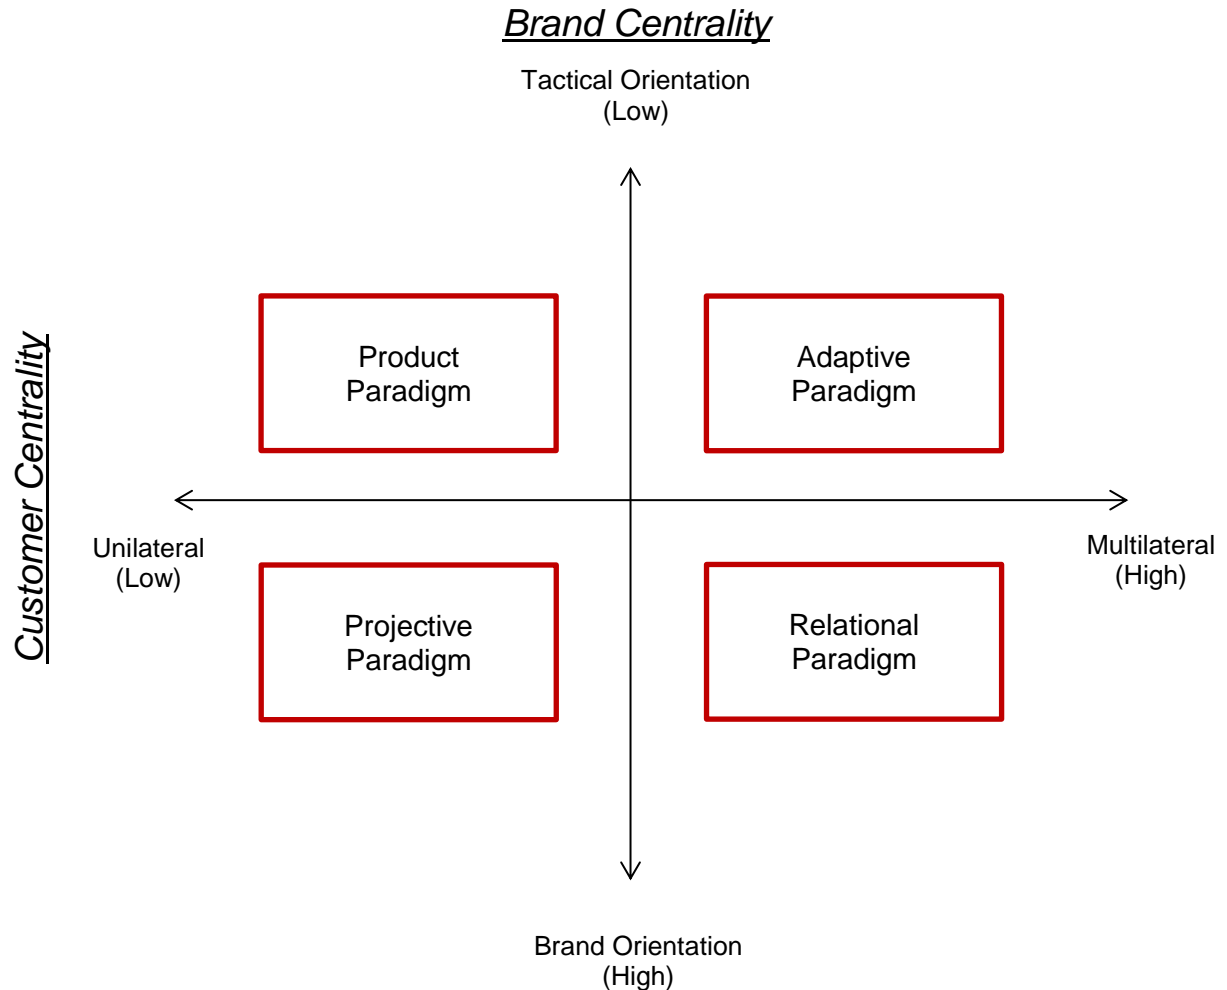 Brand Centrality
Tactical Orientation
(Low)
Customer Centrality
Product
Paradigm
Adaptive
Paradigm
Unilateral
(Low)
Multilateral
(High)
Projective
Paradigm
Relational
Paradigm
Brand Orientation
(High)